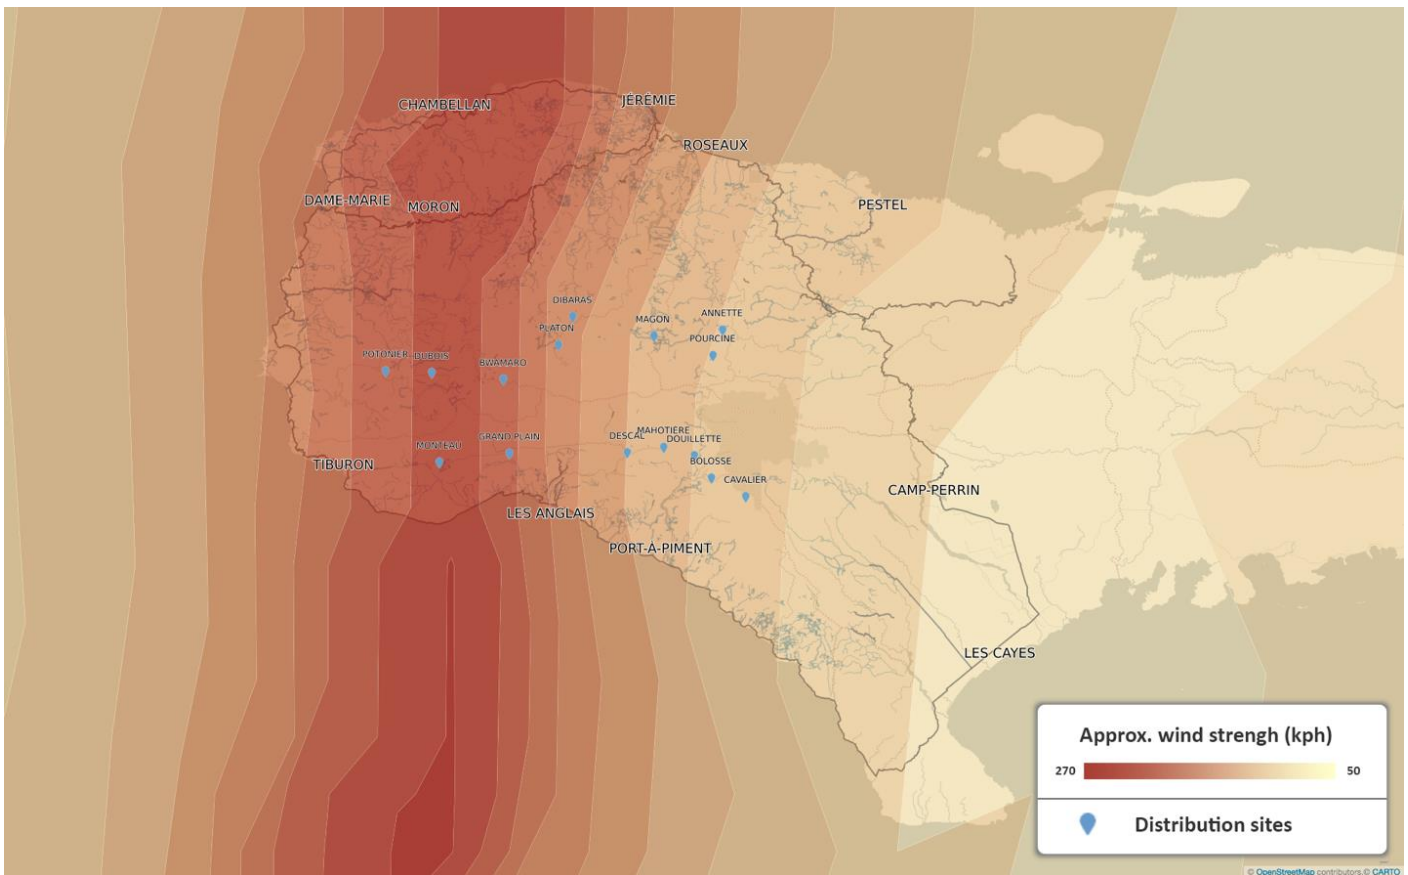 CHAMBELLAN
JÉRÉMIE
ROSEAUX
DAME-MARIE
MORON
PESTEL
DIBARAS
PLATON
MAGON
ANNETTE
POURCINE
POTONIER
DUBOIS
BWAMARO
MONTEAU
GRAND PLAIN
DESCAL
MAHOTIERE
DOUILLETTE
BOLOSSE
CAVALIER
TIBURON
CAMP-PERRIN
LES ANGLAIS
PORT-À-PIMENT
LES CAYES
Approx. wind strengh (kph)
270
50
Distribution sites
© OpenStreetMap contributors,© CARTO